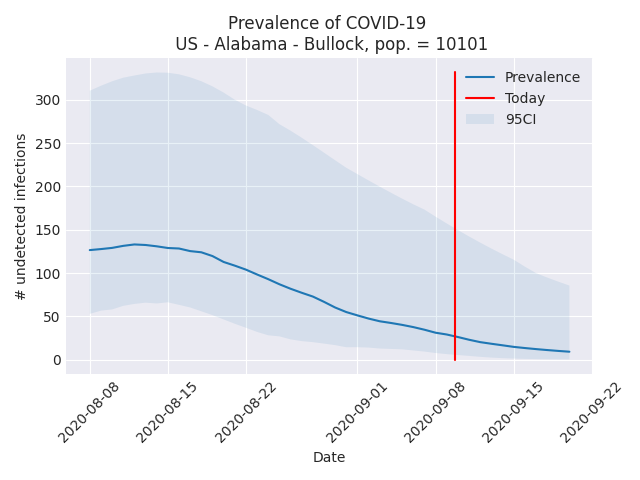 Prevalence of COVID-19
US - Alabama - Bullock, pop. = 10101
Prevalence
Today
95CI
# undetected infections
300
250
200
150
100
50
0
2020-08-08
2020-08-15
2020-08-22
2020-09-01
2020-09-08
2020-09-15
2020-09-22
Date